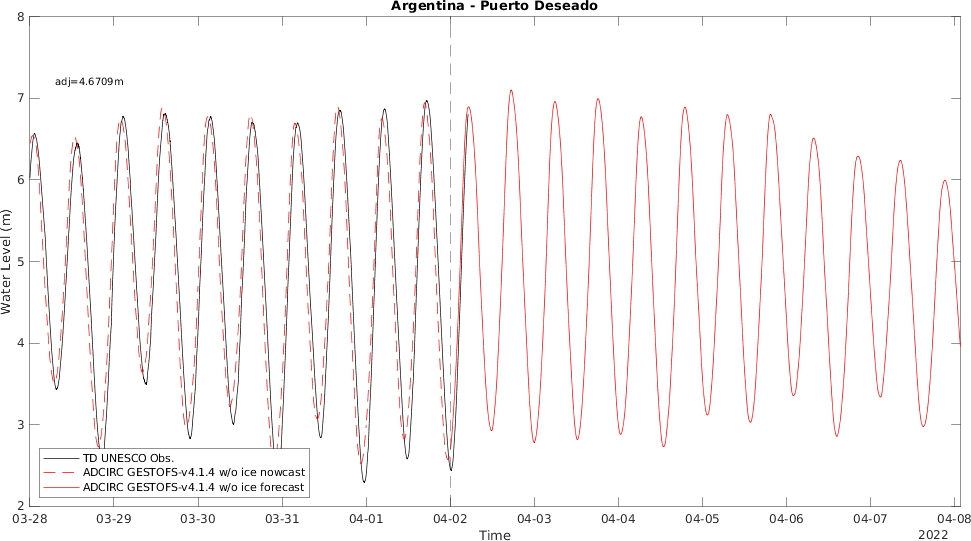 Argentina - Puerto Deseado
8
adj=4.6709m
7
6
5
4
3
2
Water Level (m)
TD UNESCO Obs.
ADCIRC GESTOFS-v4.1.4 w/o ice nowcast
ADCIRC GESTOFS-v4.1.4 w/o ice forecast
03-28 03-29 03-30 03-31 04-01 04-02 04-03 04-04 04-05 04-06 04-07 04-08
Time
2022